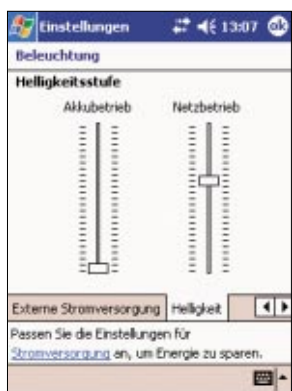 Einstellungen 13:07 ok
Beleuchtung
Helligkeitsstufe
Akkubetrieb Netzbetrieb
Externe Stromversorgung Helligkeit
Passen Sie die Einstellungen für
Stromversorgung an, um Energie zu sparen.